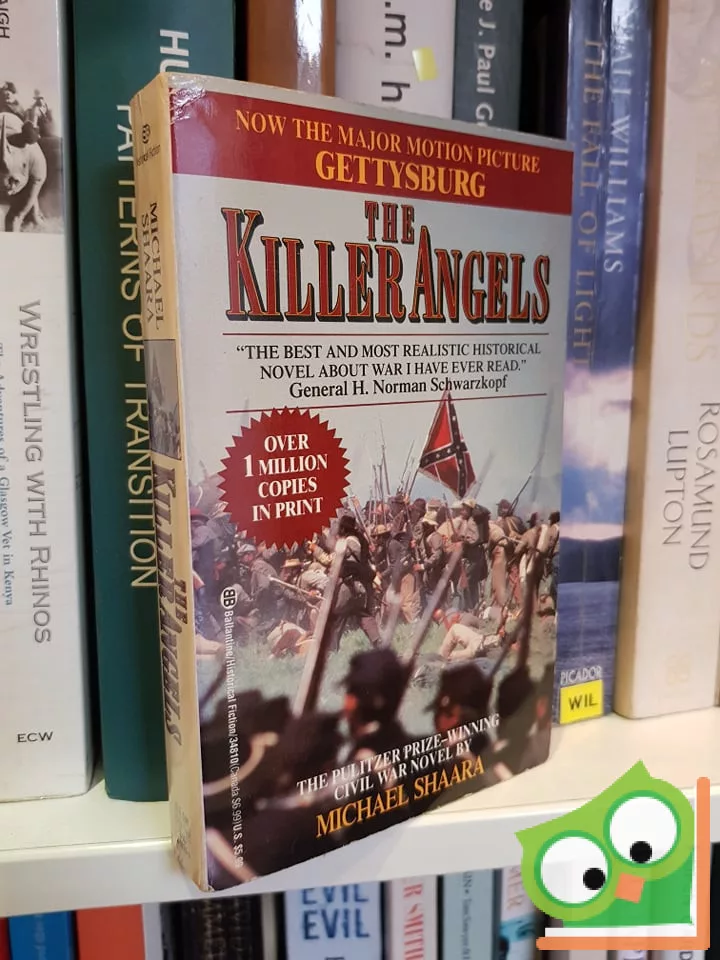 NOW THE MAJOR MOTION PICTURE
GETTYSBURG
THE
KILLER ANGELS
"THE BEST AND MOST REALISTIC HISTORICAL
NOVEL ABOUT WAR I HAVE EVER READ."
General H. Norman Schwarzkopf
OVER
1 MILLION
COPIES
IN PRINT
THE PULITZER PRIZE-WINNING
CIVIL WAR NOVEL BY
MICHAEL SHAARA
BB Ballantine/Historical Fiction/34810(Canada $6.99)U.S. $5.99
MICHAEL
SHAARA
THE
KILLER ANGELS
AIGH
WRESTLING WITH RHINOS
The Adventures of a Glasgow Vet in Kenya
ECW
PATTERNS OF TRANSITION
.m. h
e J. Paul G
WILLIAMS
THE FALL OF LIGHT
PICADOR
WIL
ROSAMUND
LUPTON
EVIL
EVIL